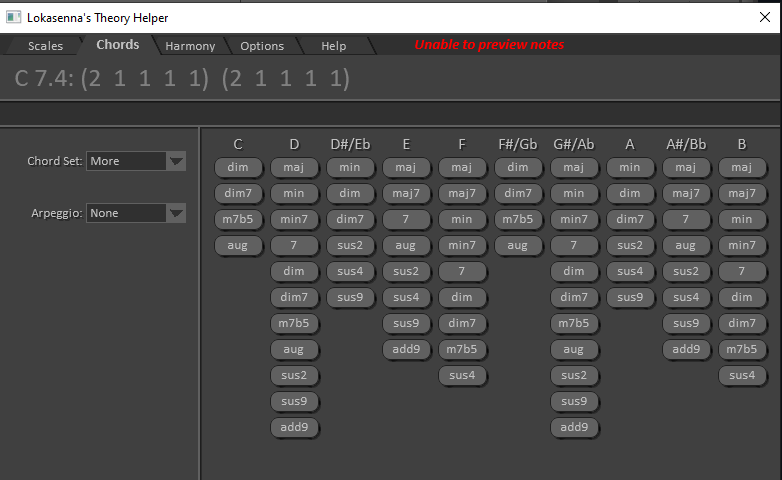 Lokasenna's Theory Helper
Scales Chords Harmony Options Help Unable to preview notes
C 7.4: (2 1 1 1 1) (2 1 1 1 1)
Chord Set: More
Arpeggio: None
C D D#/Eb E F F#/Gb G#/Ab A A#/Bb B
dim maj min maj maj dim maj min maj maj
dim7 min dim maj7 maj7 dim7 min dim maj7 maj7
m7b5 min7 dim7 7 min m7b5 min7 dim7 7 min
aug 7 sus2 aug min7 aug 7 sus2 aug min7
dim sus4 sus2 7 dim sus4 sus2 7
dim7 sus9 sus4 dim dim7 sus9 sus4 dim
m7b5 sus9 dim7 m7b5 sus9 dim7
aug add9 m7b5 aug add9 m7b5
sus2 sus4 sus2 sus4
sus9 sus9
add9 add9